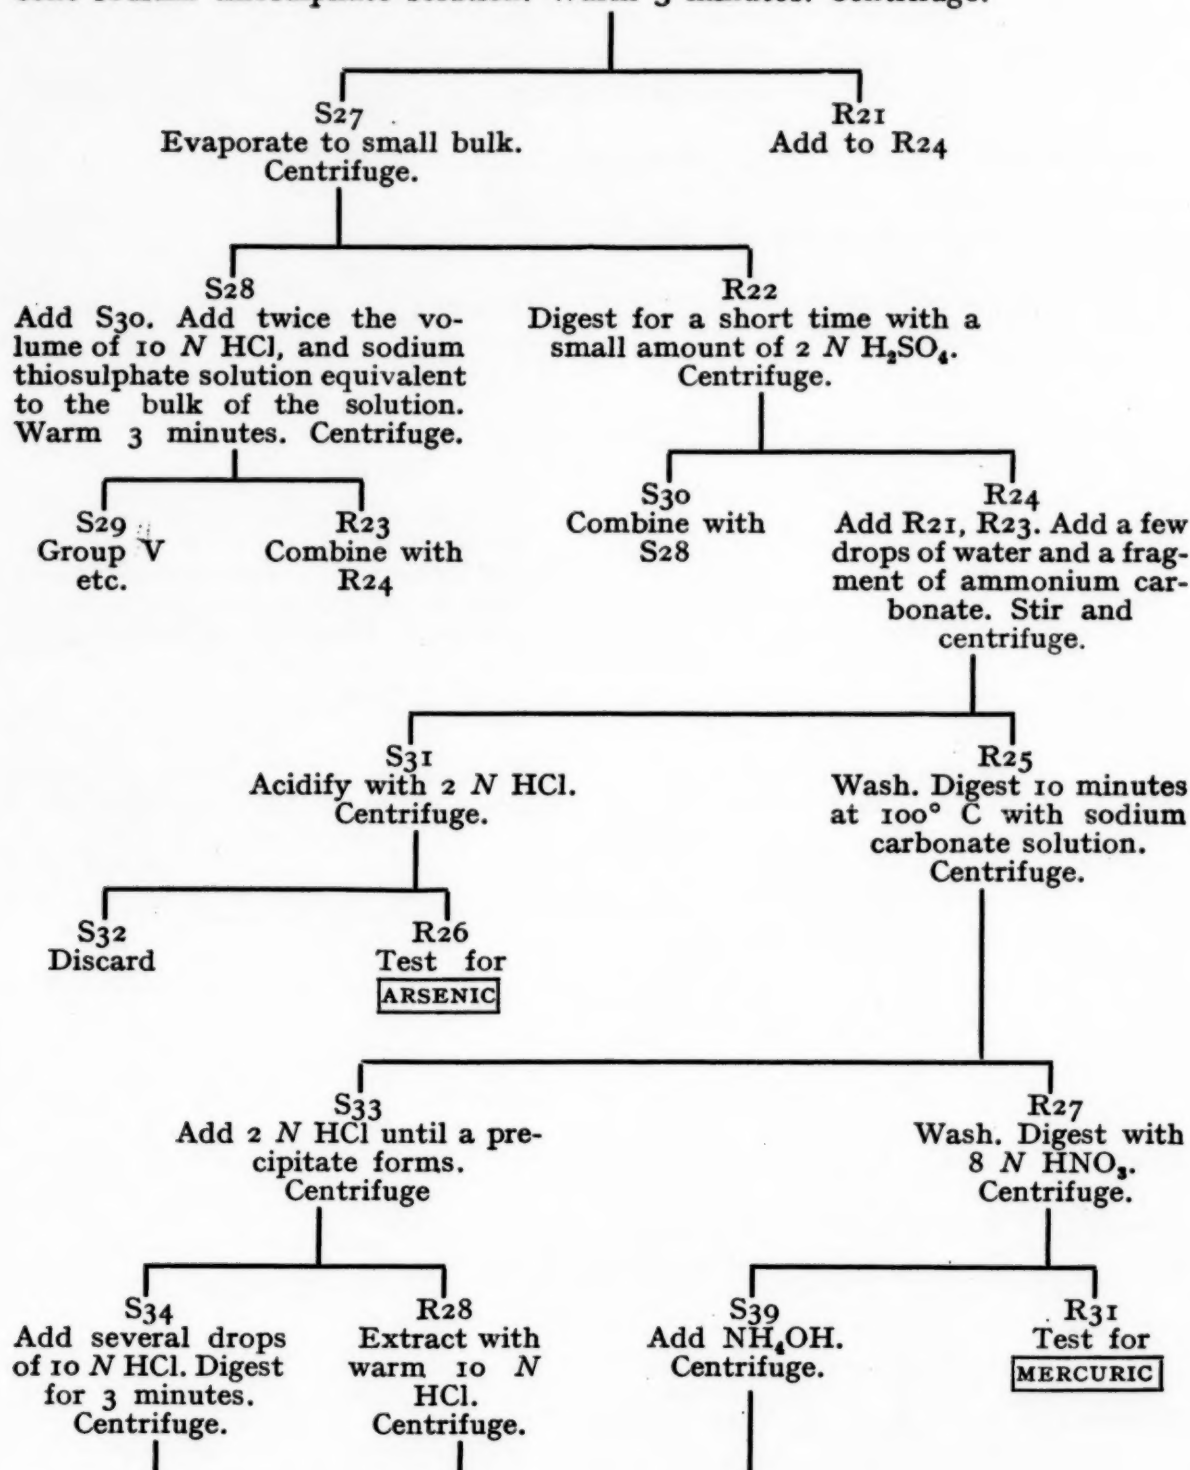 S27
Evaporate to small bulk.
Centrifuge.
R21
Add to R24
S28
Add S30. Add twice the vo-
lume of 10 N HCl, and sodium
thiosulphate solution equivalent
to the bulk of the solution.
Warm 3 minutes. Centrifuge.
R22
Digest for a short time with a
small amount of 2 N H₂SO₄.
Centrifuge.
S29
Group V
etc.
R23
Combine with
R24
S30
Combine with
S28
R24
Add R21, R23. Add a few
drops of water and a frag-
ment of ammonium car-
bonate. Stir and
centrifuge.
S31
Acidify with 2 N HCl.
Centrifuge.
R25
Wash. Digest 10 minutes
at 100° C with sodium
carbonate solution.
Centrifuge.
S32
Discard
R26
Test for
ARSENIC
S33
Add 2 N HCl until a pre-
cipitate forms.
Centrifuge
R27
Wash. Digest with
8 N HNO₃.
Centrifuge.
S34
Add several drops
of 10 N HCl. Digest
for 3 minutes.
Centrifuge.
R28
Extract with
warm 10 N
HCl.
Centrifuge.
S39
Add NH₄OH.
Centrifuge.
R31
Test for
MERCURIC